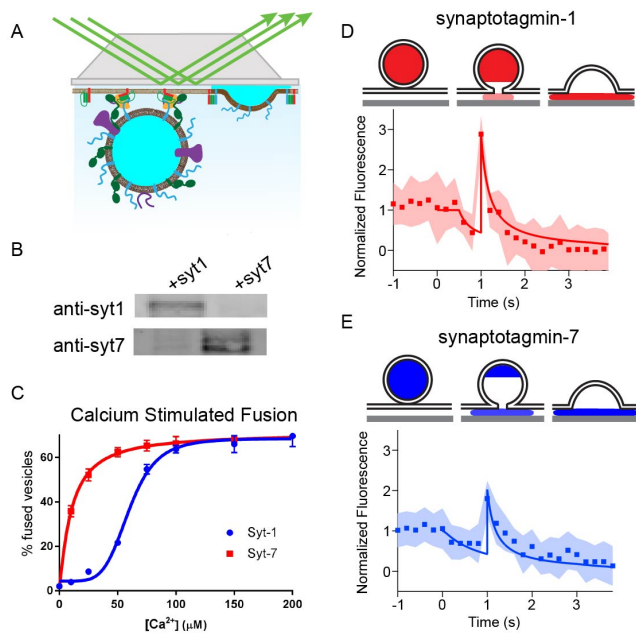 A
B
+syt1
+syt7
anti-syt1
anti-syt7
C
Calcium Stimulated Fusion
% fused vesicles
60
40
20
0
Syt-1
Syt-7
0
50
100
150
200
[Ca2+] (μM)
D
synaptotagmin-1
Normalized Fluorescence
3
2
1
0
-1
0
1
2
3
Time (s)
E
synaptotagmin-7
Normalized Fluorescence
3
2
1
0
-1
0
1
2
3
Time (s)